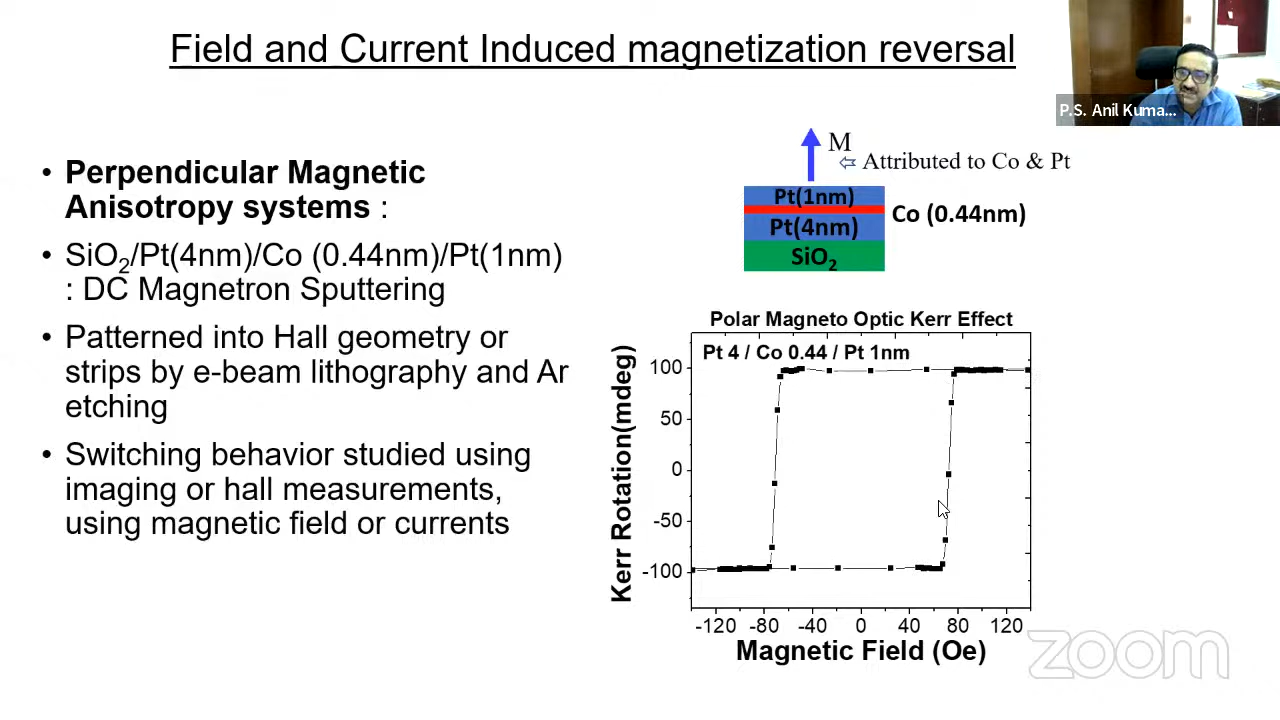 Field and Current Induced magnetization reversal
P.S. Anil Kuma...
• Perpendicular Magnetic
Anisotropy systems :
• SiO₂/Pt(4nm)/Co (0.44nm)/Pt(1nm)
: DC Magnetron Sputtering
• Patterned into Hall geometry or
strips by e-beam lithography and Ar
etching
• Switching behavior studied using
imaging or hall measurements,
using magnetic field or currents
M
⇦ Attributed to Co & Pt
Pt(1nm)
Co (0.44nm)
Pt(4nm)
SiO₂
Polar Magneto Optic Kerr Effect
Pt 4 / Co 0.44 / Pt 1nm
Kerr Rotation(mdeg)
100
50
0
-50
-100
-120 -80 -40 0 40 80 120
Magnetic Field (Oe)
zoom